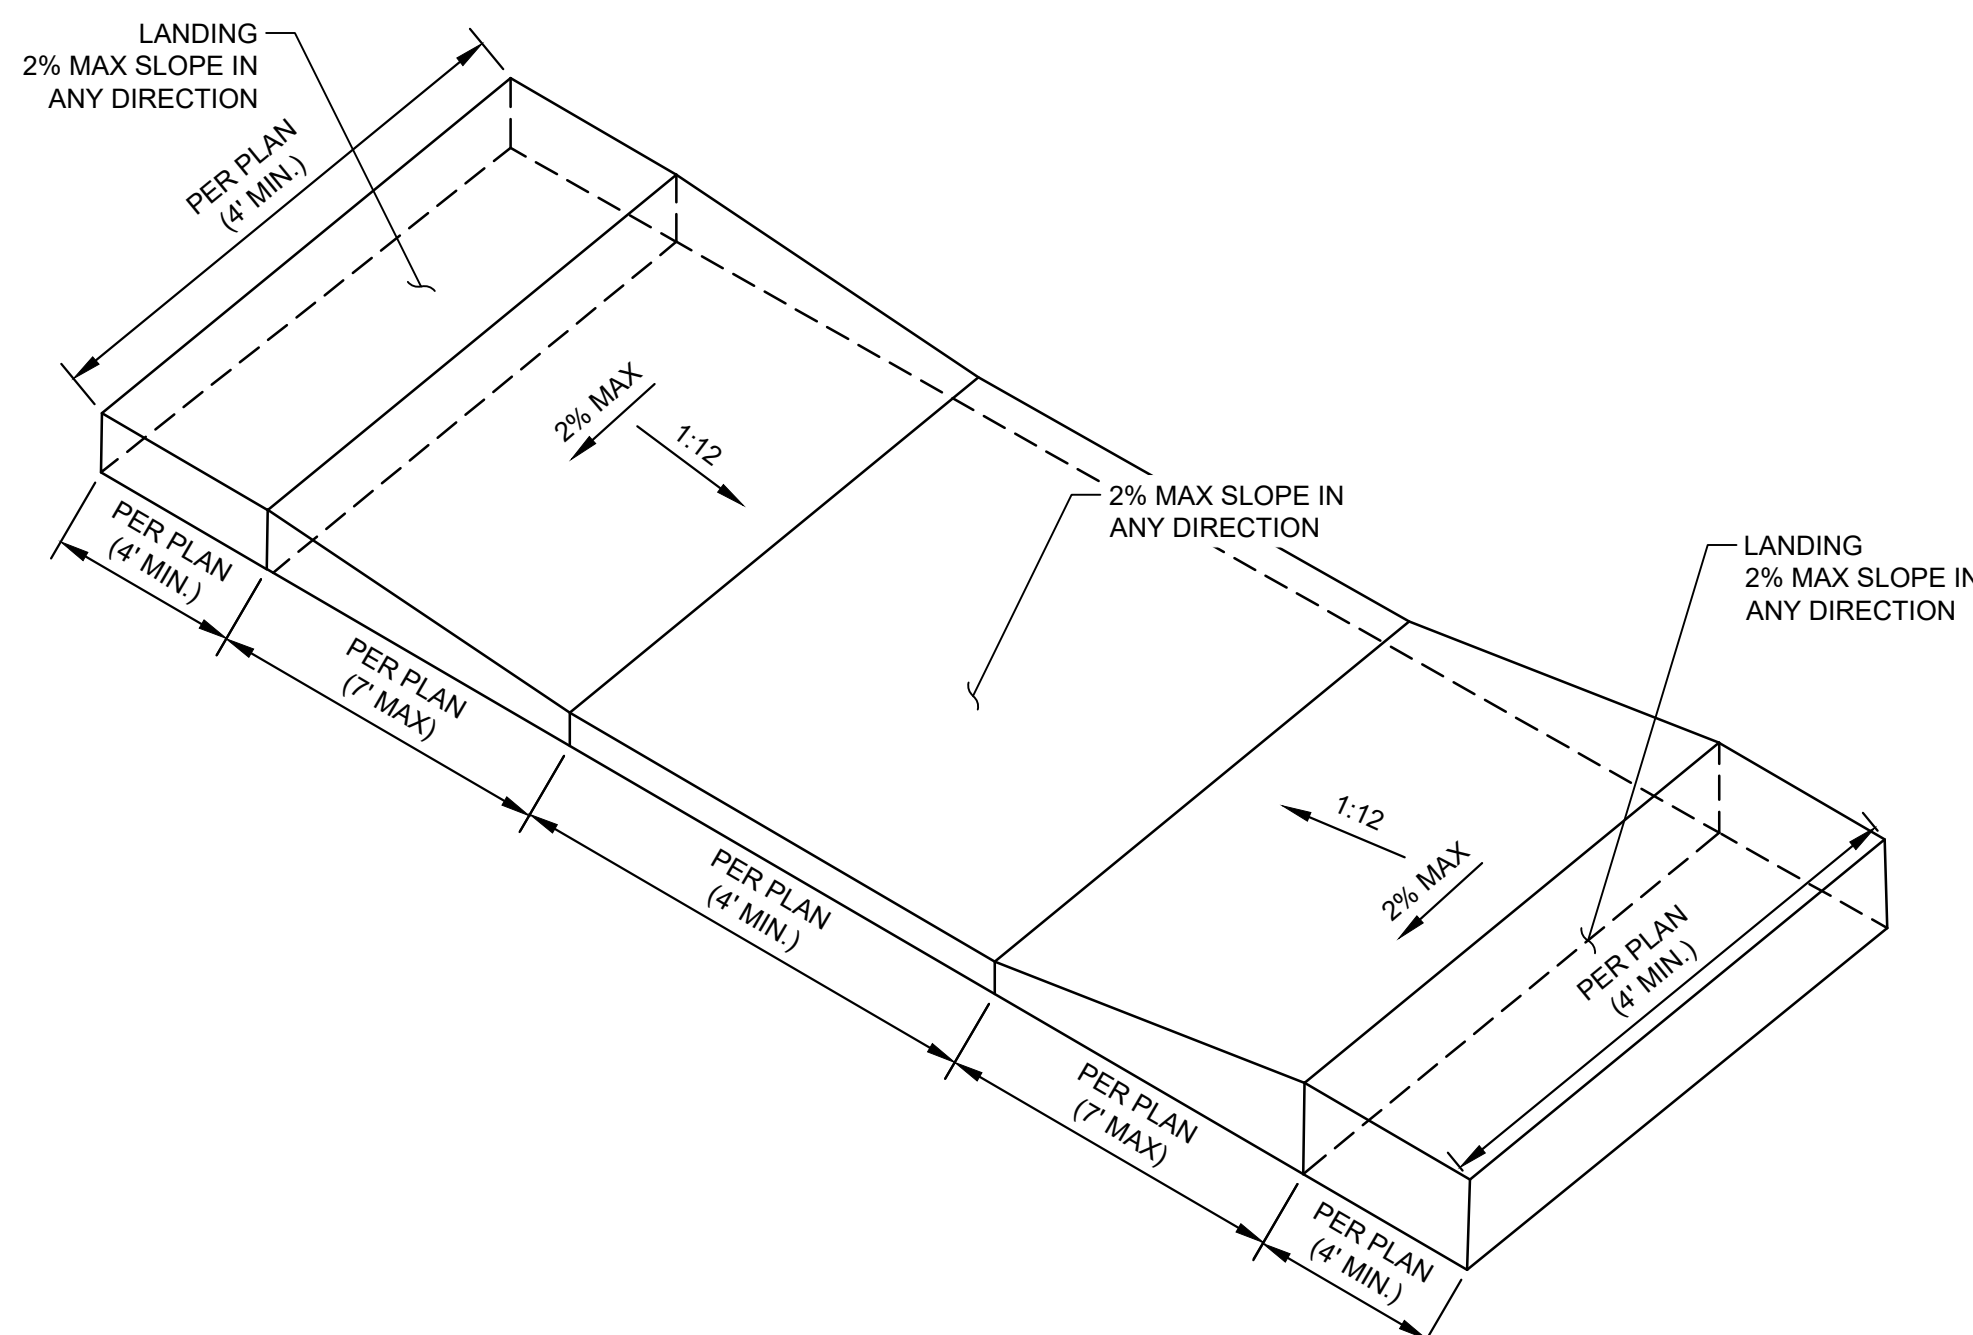 LANDING
2% MAX SLOPE IN
ANY DIRECTION
PER PLAN
(4' MIN.)
2% MAX
1:12
2% MAX SLOPE IN
ANY DIRECTION
LANDING
2% MAX SLOPE IN
ANY DIRECTION
PER PLAN
(4' MIN.)
PER PLAN
(7' MAX)
PER PLAN
(4' MIN.)
1:12
2% MAX
PER PLAN
(4' MIN.)
PER PLAN
(7' MAX)
PER PLAN
(4' MIN.)